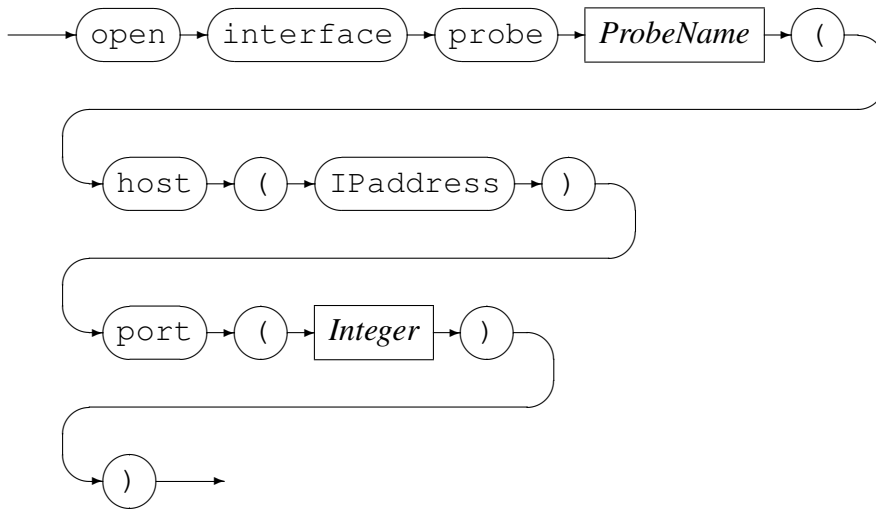 open interface probe ProbeName (
host ( IPaddress )
port ( Integer )
)